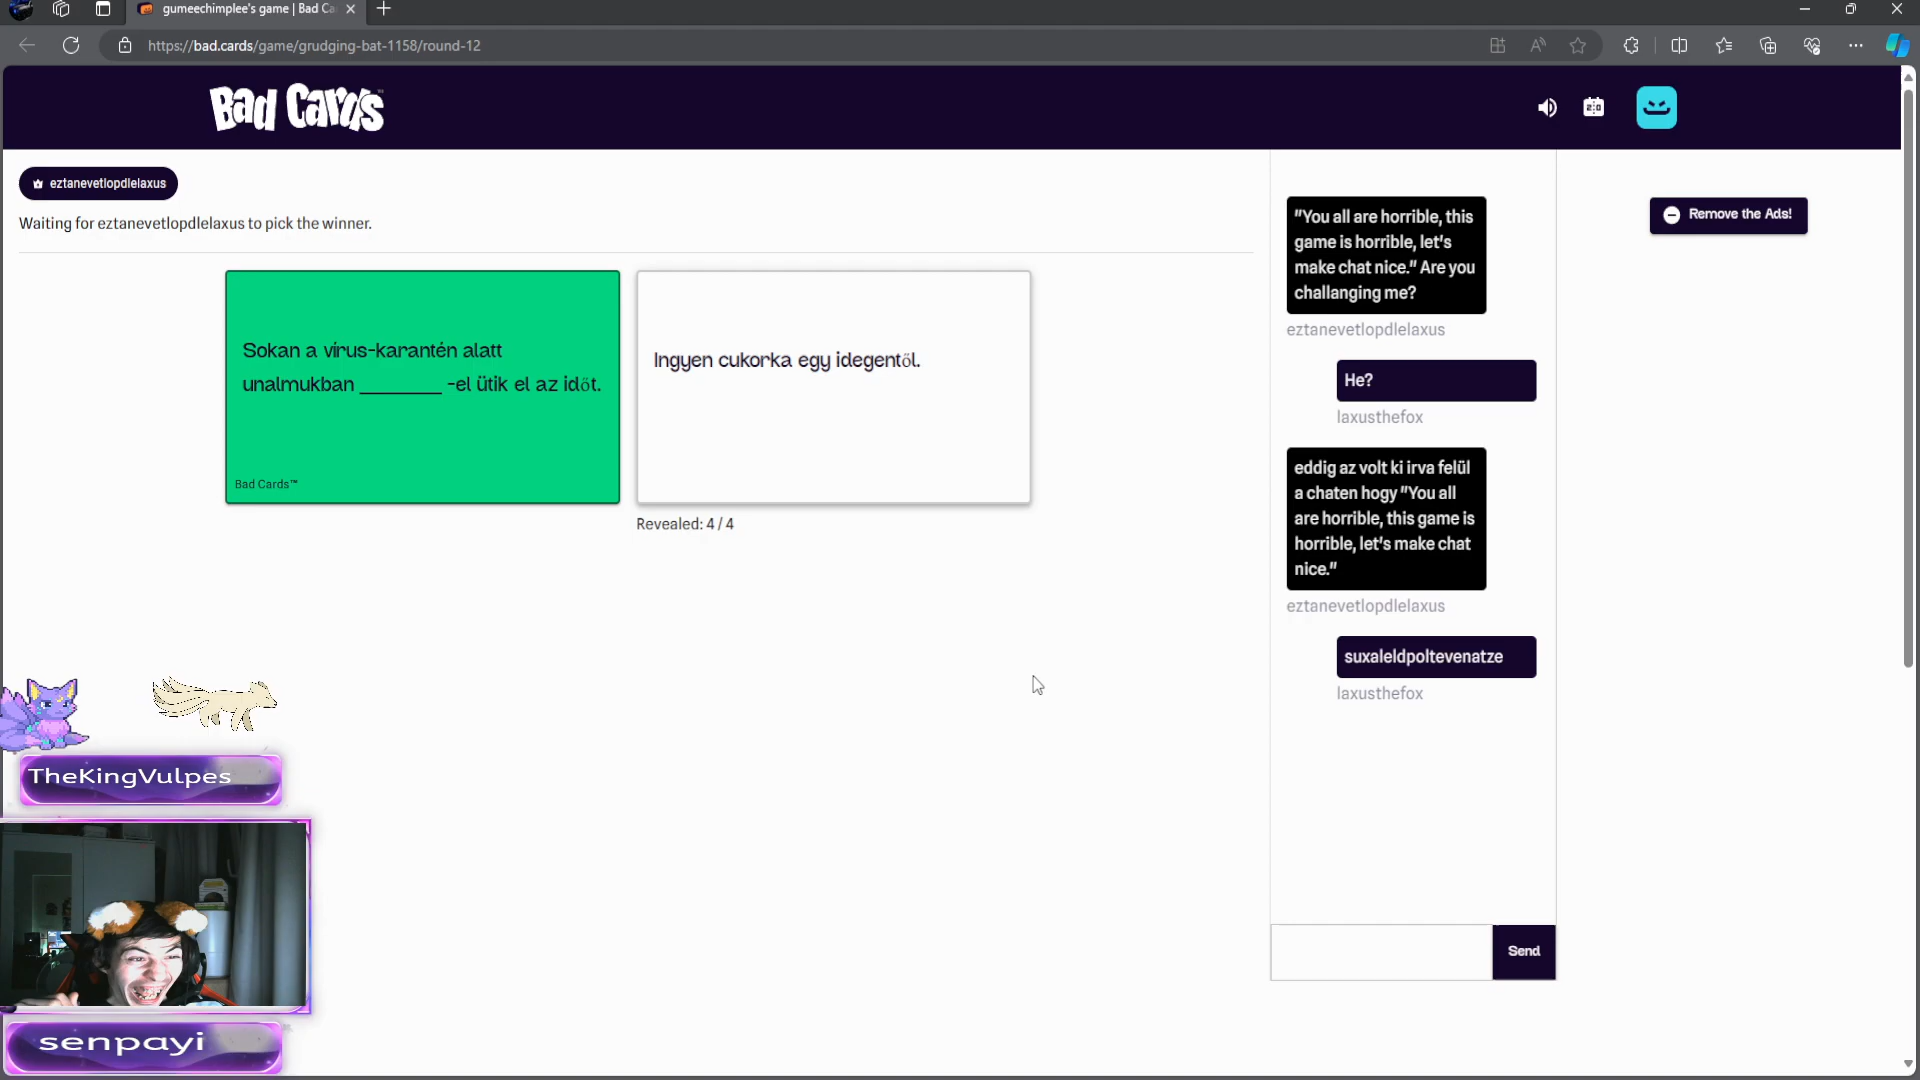 gumeechimplee's game | Bad Ca
https://bad.cards/game/grudging-bat-1158/round-12
Bad Cards
2:0
eztanevetlopdlelaxus
Waiting for eztanevetlopdlelaxus to pick the winner.
Sokan a vírus-karantén alatt
unalmukban ________ -el ütik el az időt.
Bad Cards™
Ingyen cukorka egy idegentől.
Revealed: 4 / 4
"You all are horrible, this
game is horrible, let's
make chat nice." Are you
challanging me?
eztanevetlopdlelaxus
He?
laxusthefox
eddig az volt ki irva felül
a chaten hogy "You all
are horrible, this game is
horrible, let's make chat
nice."
eztanevetlopdlelaxus
suxaleldpoltevenatze
laxusthefox
Send
Remove the Ads!
TheKingVulpes
senpayi